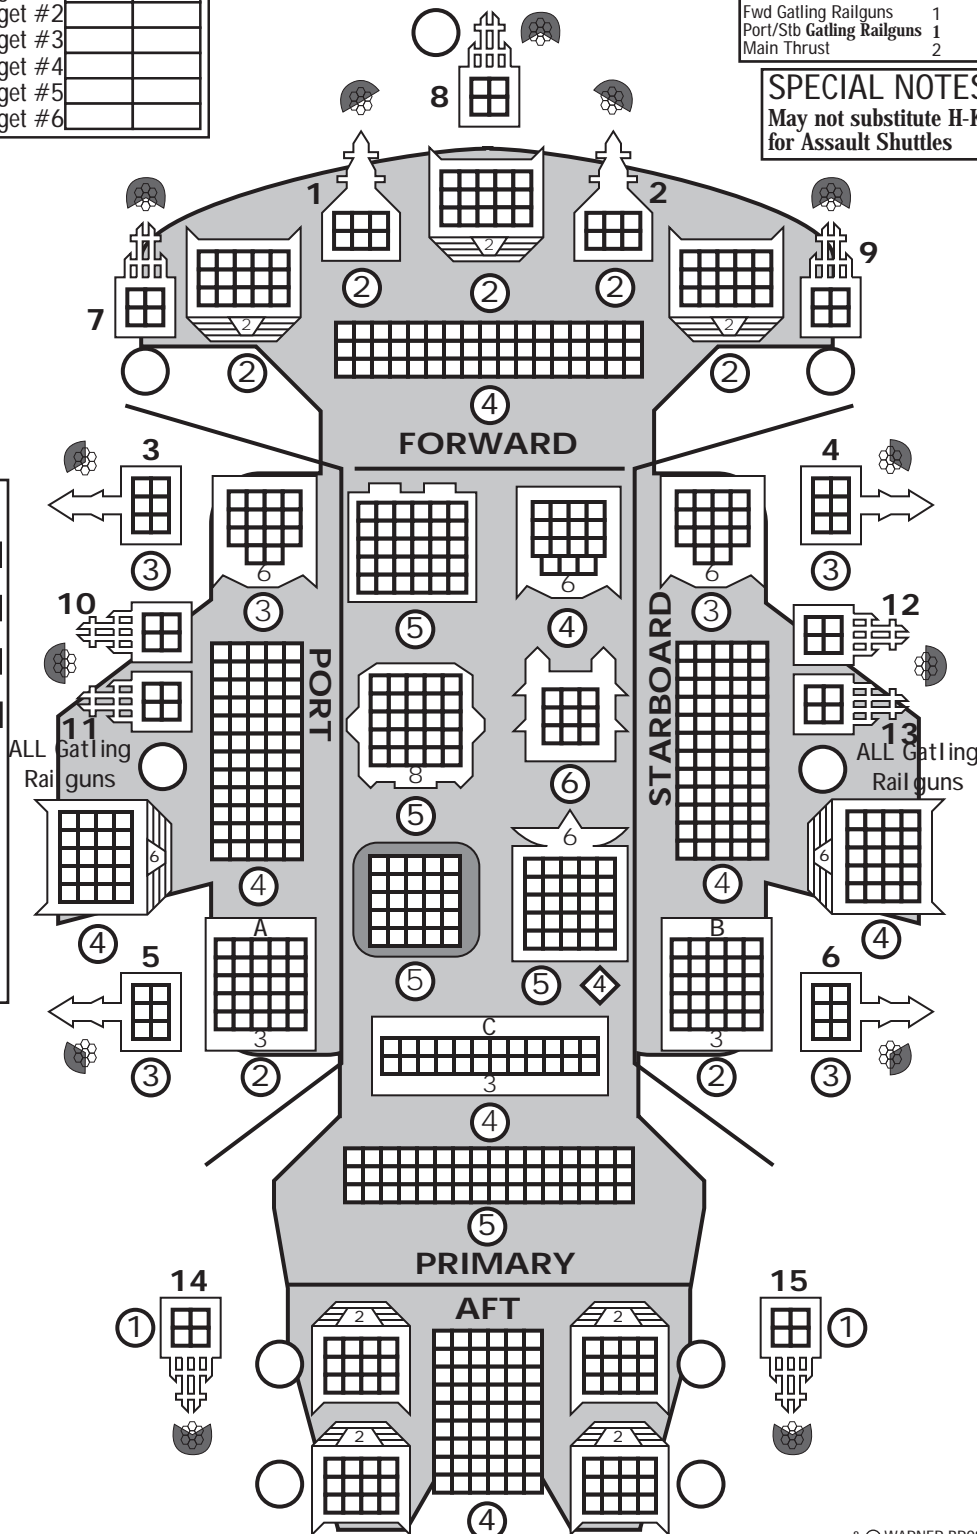 get #2
get #3
get #4
get #5
get #6
Fwd Gatling Railguns 1
Port/Stb Gatling Railguns 1
Main Thrust 2
SPECIAL NOTES
May not substitute H-K
for Assault Shuttles
8
1
2
2
7
9
2
2
2
2
2
2
2
4
FORWARD
3
4
6
6
6
3
3
3
3
5
4
10
12
PORT
STARBOARD
11
13
ALL Gatling
Railguns
ALL Gatling
Railguns
8
5
6
6
6
6
4
4
4
4
5
6
A
B
5
5
4
3
3
3
2
2
3
C
3
4
5
PRIMARY
14
15
AFT
1
1
2
2
2
2
4